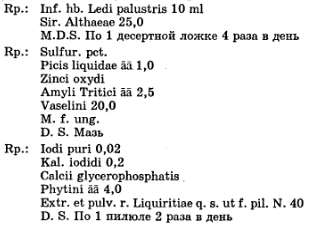 Rp.: Inf. hb. Ledi palustris 10 ml
Sir. Althaeae 25,0
M.D.S. По 1 десертной ложке 4 раза в день
Rp.: Sulfur. pct.
Picis liquidae āā 1,0
Zinci oxydi
Amyli Tritici āā 2,5
Vaselini 20,0
M. f. ung.
D. S. Мазь
Rp.: Iodi puri 0,02
Kal. iodidi 0,2
Calcii glycerophosphatis
Phytini āā 4,0
Extr. et pulv. r. Liquiritiae q. s. ut f. pil. N. 40
D. S. По 1 пилюле 2 раза в день